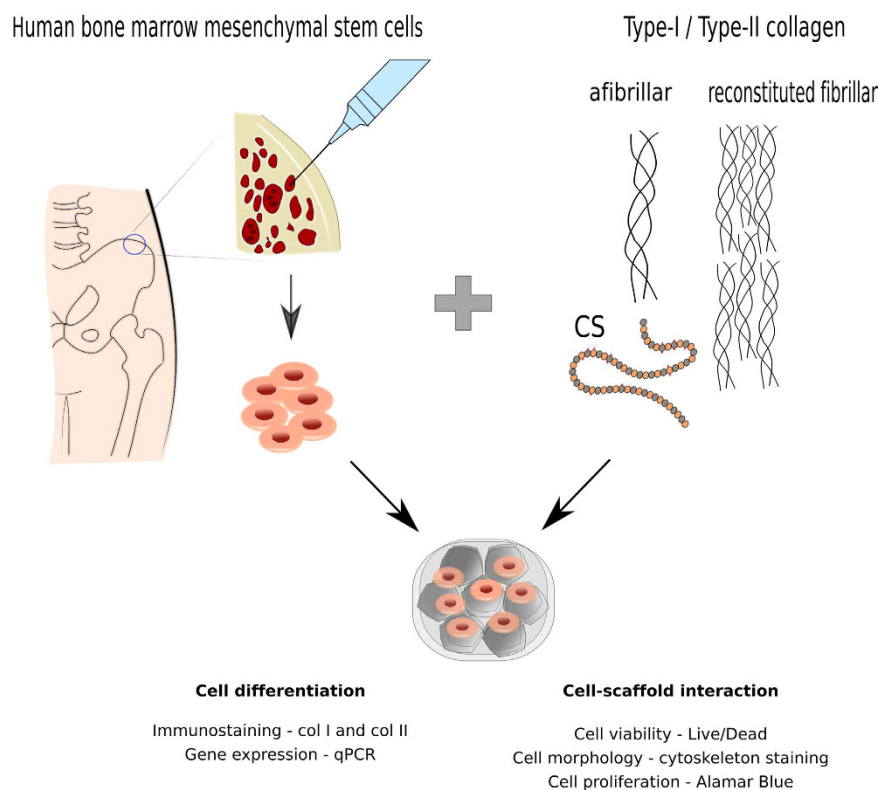 Human bone marrow mesenchymal stem cells
Type-I / Type-II collagen
afibrillar
reconstituted fibrillar
CS
Cell differentiation
Immunostaining - col I and col II
Gene expression - qPCR
Cell-scaffold interaction
Cell viability - Live/Dead
Cell morphology - cytoskeleton staining
Cell proliferation - Alamar Blue